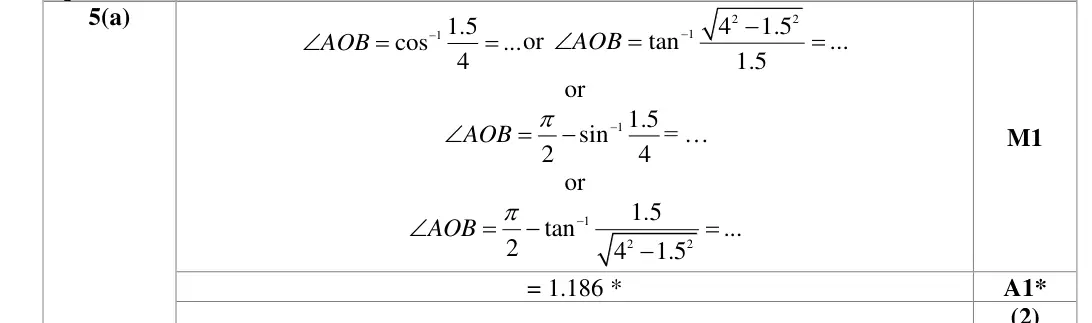 5(a)
∠AOB = cos⁻¹ 1.5/4 = ... or ∠AOB = tan⁻¹ √(4² − 1.5²)/1.5 = ...
or
∠AOB = π/2 − sin⁻¹ 1.5/4 = …
or
∠AOB = π/2 − tan⁻¹ 1.5/√(4² − 1.5²) = ...
M1
= 1.186 *
A1*
(2)